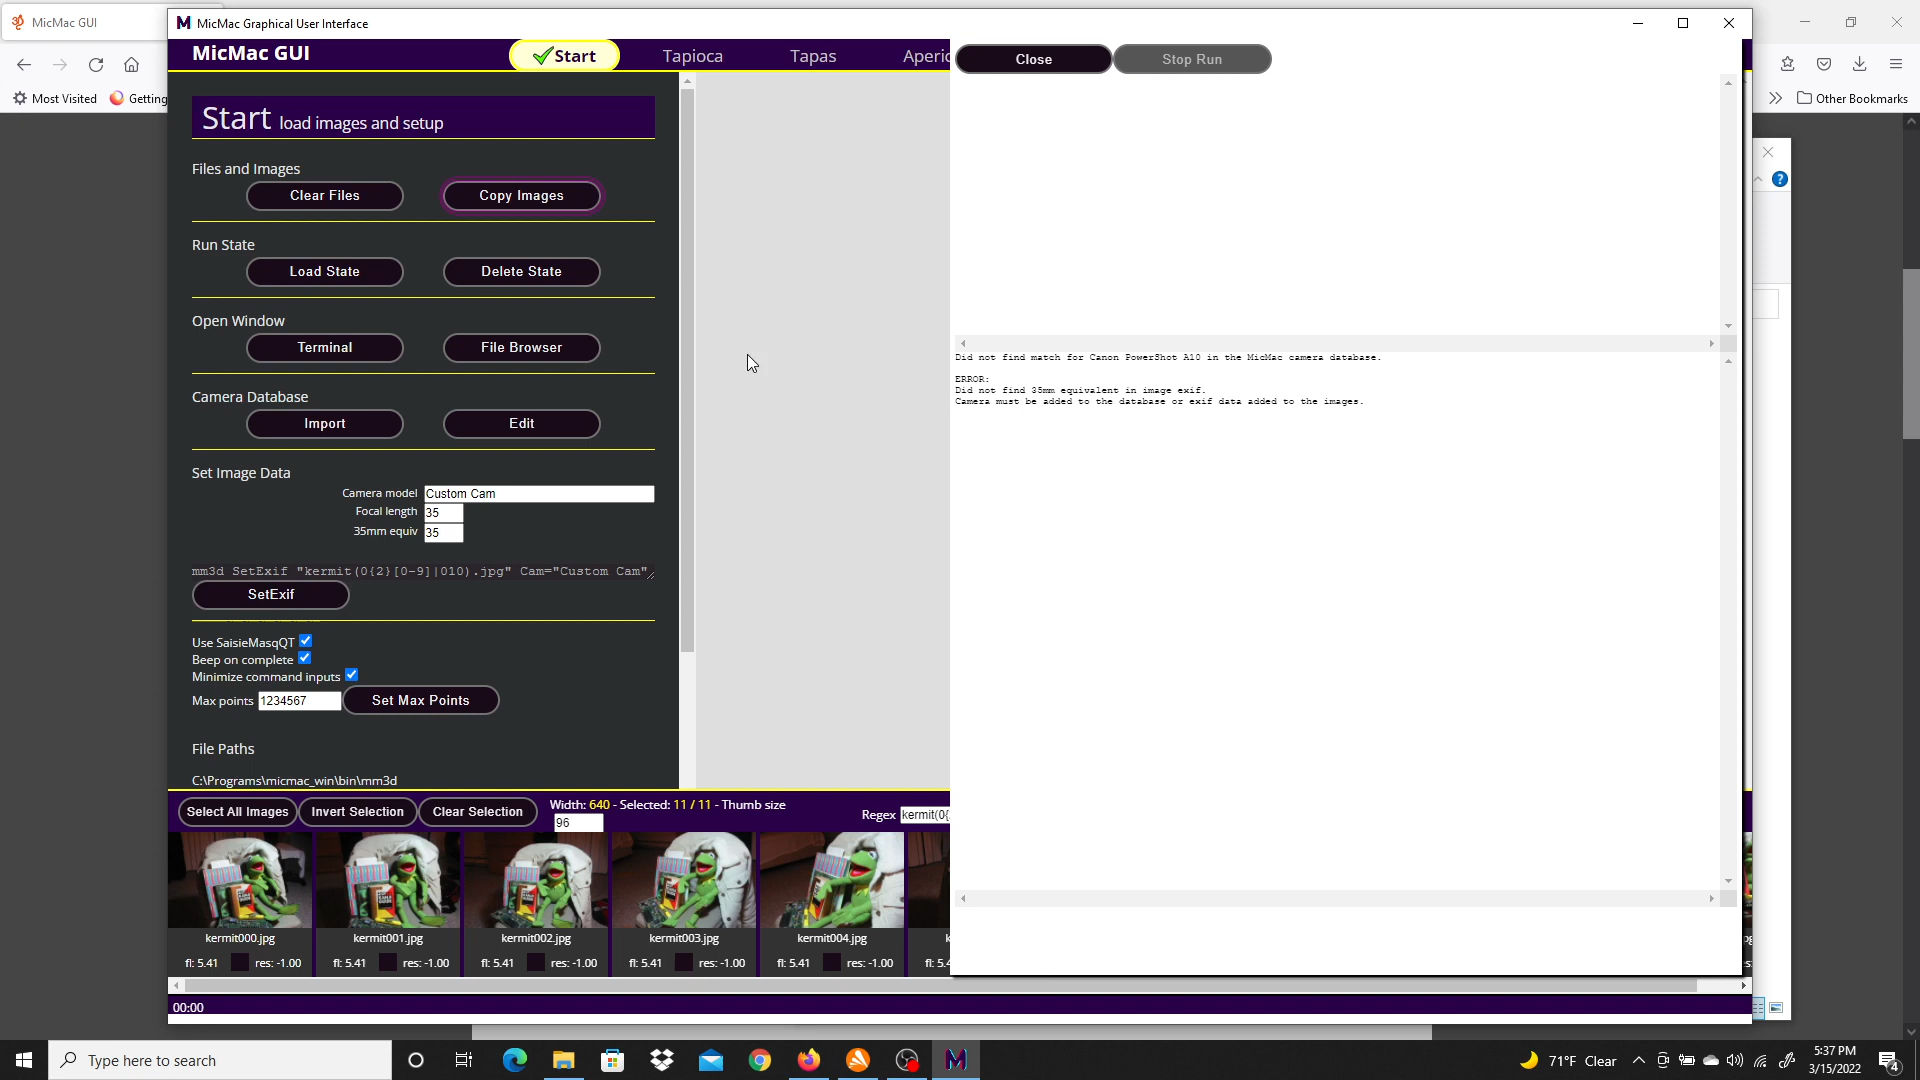 MicMac GUI
MicMac Graphical User Interface
Most Visited
Getting
Other Bookmarks
MicMac GUI
Start
Tapioca
Tapas
Aperic
Close
Stop Run
Start load images and setup
Files and Images
Clear Files
Copy Images
Run State
Load State
Delete State
Open Window
Terminal
File Browser
Camera Database
Import
Edit
Set Image Data
Camera model Custom Cam
Focal length 35
35mm equiv 35
mm3d SetExif "kermit(0{2}[0-9]|010).jpg" Cam="Custom Cam"
SetExif
Use SaisieMasqQT
Beep on complete
Minimize command inputs
Max points 1234567
Set Max Points
File Paths
C:\Programs\micmac_win\bin\mm3d
Did not find match for Canon PowerShot A10 in the MicMac camera database.
ERROR:
Did not find 35mm equivalent in image exif.
Camera must be added to the database or exif data added to the images.
Select All Images
Invert Selection
Clear Selection
Width: 640 - Selected: 11 / 11 - Thumb size
96
Regex kermit(0{
kermit000.jpg
kermit001.jpg
kermit002.jpg
kermit003.jpg
kermit004.jpg
fl: 5.41 res: -1.00
fl: 5.41 res: -1.00
fl: 5.41 res: -1.00
fl: 5.41 res: -1.00
fl: 5.41 res: -1.00
fl: 5.4
00:00
Type here to search
71°F Clear
5:37 PM
3/15/2022
4